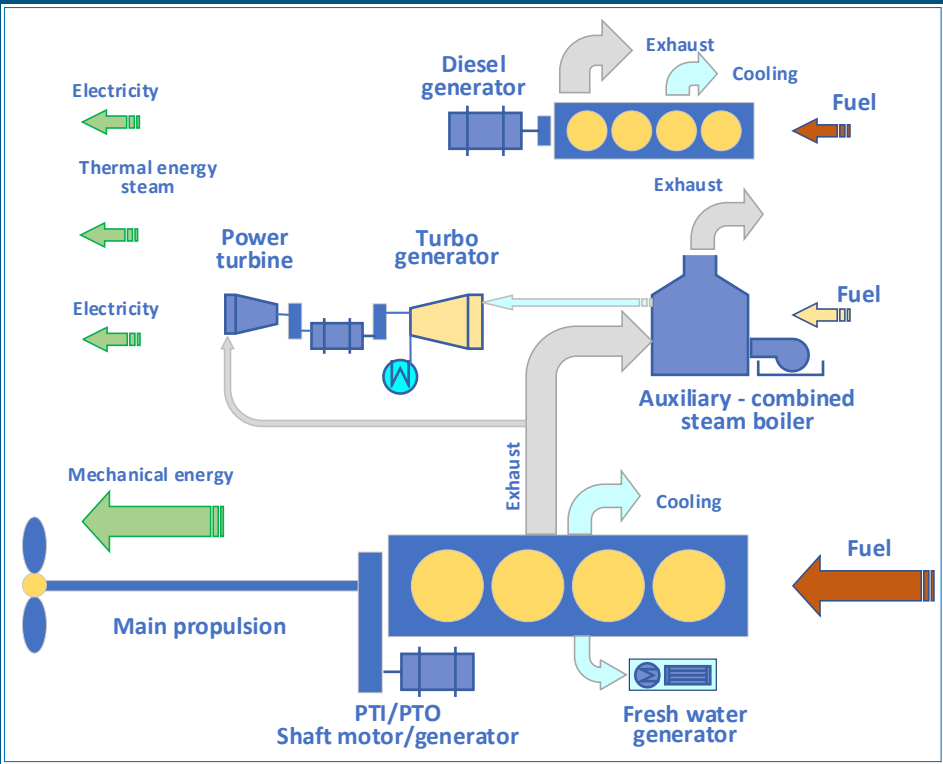 Exhaust
Diesel
generator
Cooling
Electricity
Fuel
Thermal energy
steam
Exhaust
Power
turbine
Turbo
generator
Electricity
Fuel
Auxiliary - combined
steam boiler
Mechanical energy
Exhaust
Cooling
Fuel
Main propulsion
PTI/PTO
Shaft motor/generator
Fresh water
generator